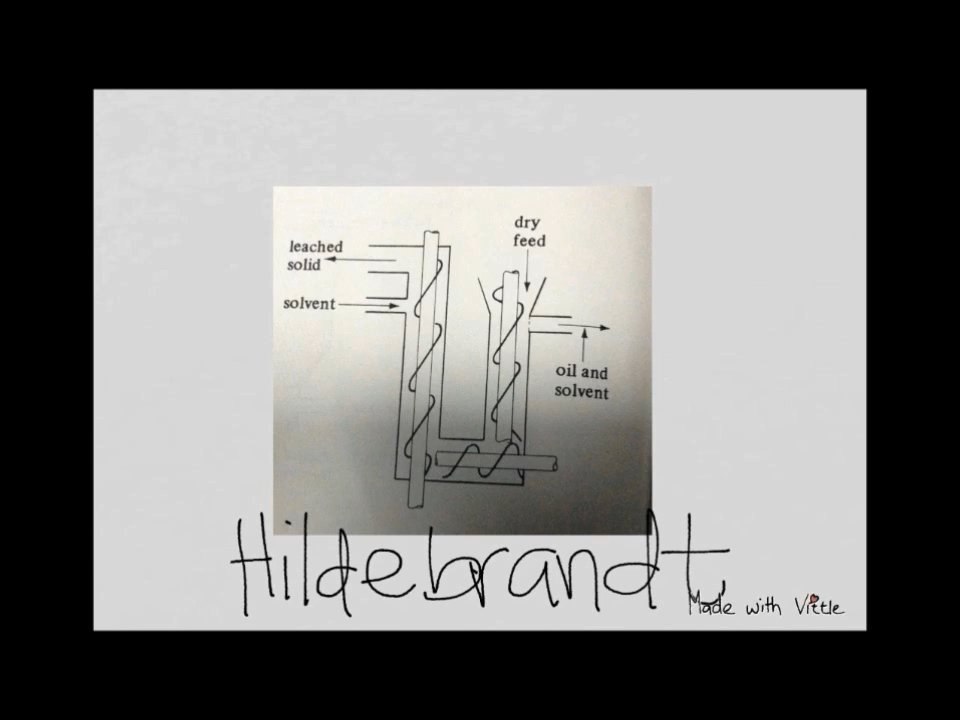 dry
feed
leached
solid
solvent
oil and
solvent
Hildebrandt
Made with Vittle